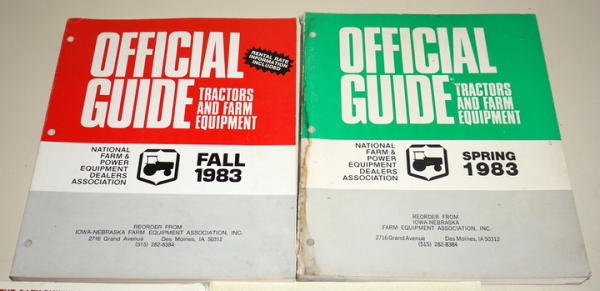 OFFICIAL
GUIDE
RENTAL RATE
INFORMATION
INCLUDED
TRACTORS
AND FARM
EQUIPMENT
NATIONAL
FARM &
POWER
EQUIPMENT
DEALERS
ASSOCIATION
FALL
1983
REORDER FROM
IOWA-NEBRASKA FARM EQUIPMENT ASSOCIATION, INC.
2716 Grand Avenue Des Moines, IA 50312
(515) 282-8384
OFFICIAL
GUIDE
TRACTORS
AND FARM
EQUIPMENT
NATIONAL
FARM &
POWER
EQUIPMENT
DEALERS
ASSOCIATION
SPRING
1983
REORDER FROM
IOWA-NEBRASKA
FARM EQUIPMENT ASSOCIATION, INC.
2716 Grand Avenue Des Moines, IA 50312
(515) 282-8384